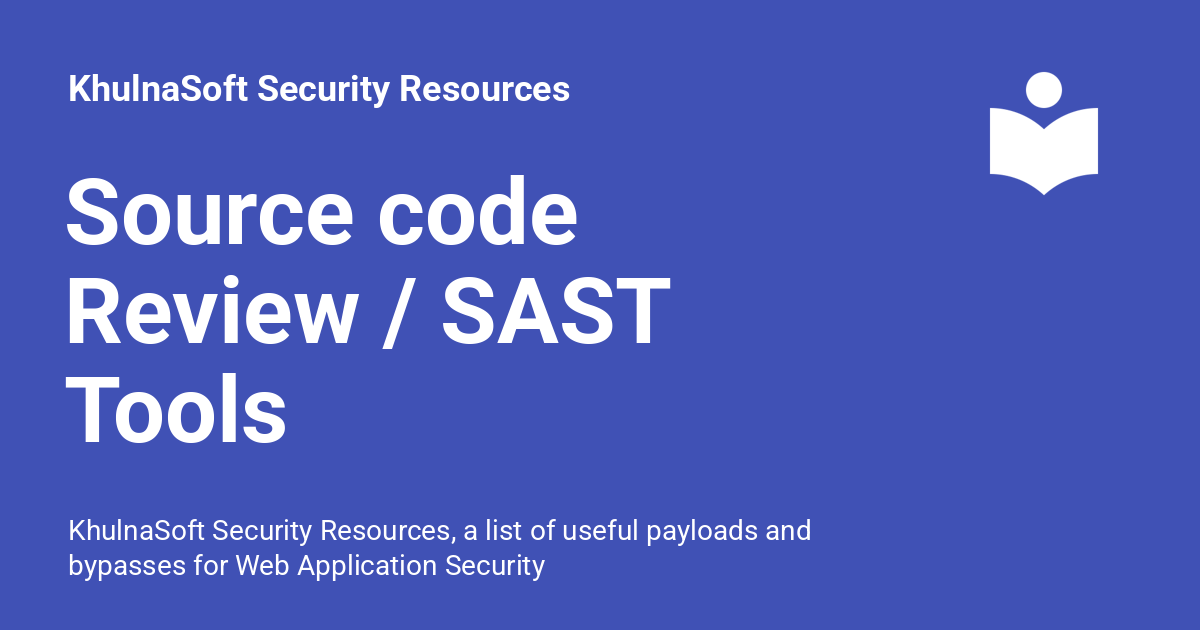 KhulnaSoft Security Resources
Source code
Review / SAST
Tools
KhulnaSoft Security Resources, a list of useful payloads and
bypasses for Web Application Security